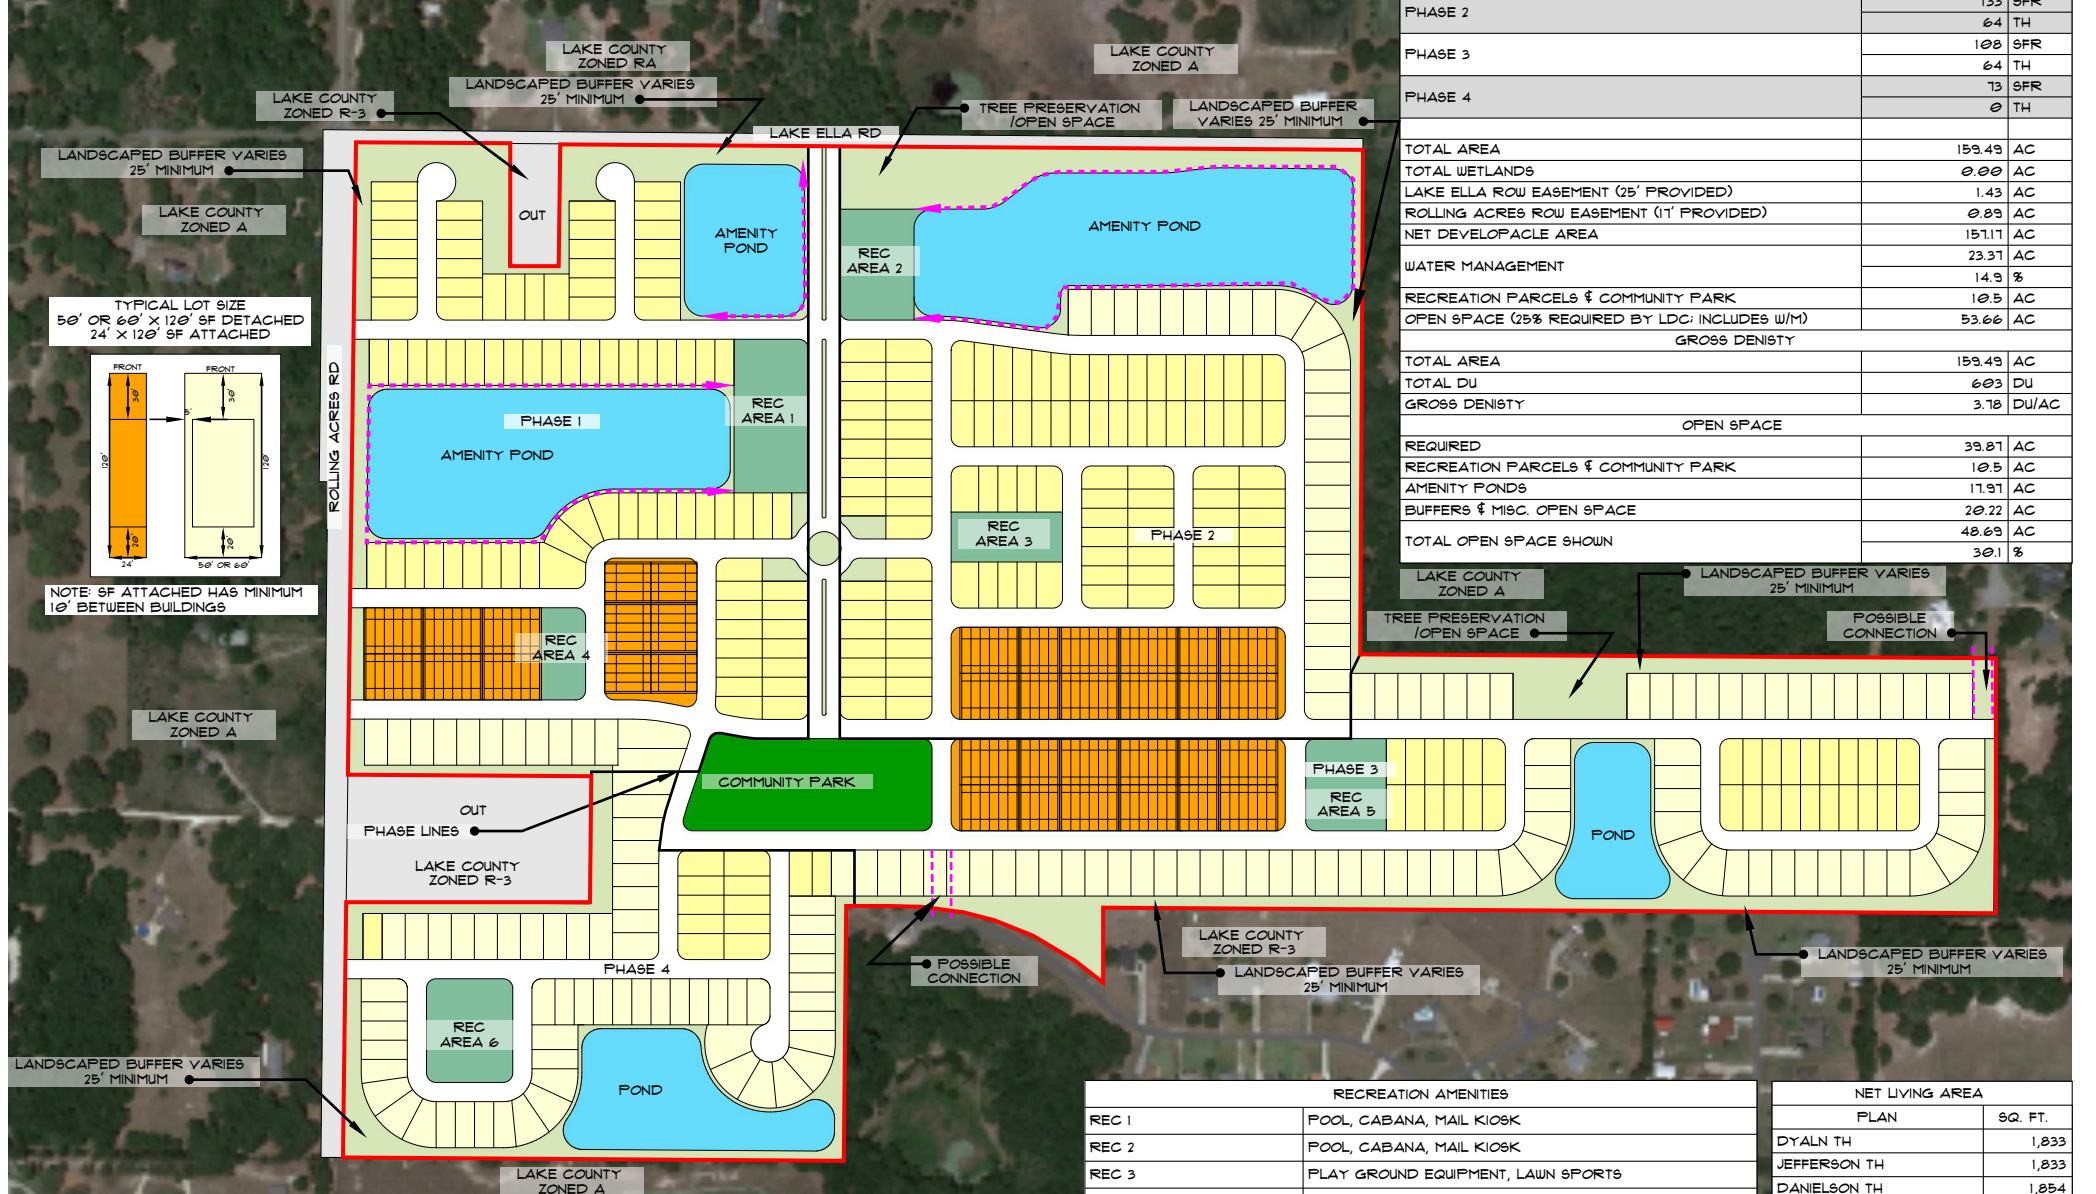 PHASE 2
133 SFR
64 TH
PHASE 3
108 SFR
64 TH
PHASE 4
73 SFR
0 TH
TOTAL AREA 159.49 AC
TOTAL WETLANDS 0.00 AC
LAKE ELLA ROW EASEMENT (25' PROVIDED) 1.43 AC
ROLLING ACRES ROW EASEMENT (17' PROVIDED) 0.89 AC
NET DEVELOPACLE AREA 157.17 AC
WATER MANAGEMENT
23.37 AC
14.9 %
RECREATION PARCELS & COMMUNITY PARK 10.5 AC
OPEN SPACE (25% REQUIRED BY LDC; INCLUDES W/M) 53.66 AC
GROSS DENISTY
TOTAL AREA 159.49 AC
TOTAL DU 603 DU
GROSS DENISTY 3.78 DU/AC
OPEN SPACE
REQUIRED 39.87 AC
RECREATION PARCELS & COMMUNITY PARK 10.5 AC
AMENITY PONDS 17.97 AC
BUFFERS & MISC. OPEN SPACE 20.22 AC
TOTAL OPEN SPACE SHOWN
48.69 AC
30.1 %
LAKE COUNTY
ZONED RA
LAKE COUNTY
ZONED A
LANDSCAPED BUFFER VARIES
25' MINIMUM
LAKE COUNTY
ZONED R-3
TREE PRESERVATION
/OPEN SPACE
LANDSCAPED BUFFER
VARIES 25' MINIMUM
LAKE ELLA RD
LANDSCAPED BUFFER VARIES
25' MINIMUM
LAKE COUNTY
ZONED A
OUT
AMENITY
POND
REC
AREA 2
AMENITY POND
TYPICAL LOT SIZE
50' OR 60' X 120' SF DETACHED
24' X 120' SF ATTACHED
FRONT
FRONT
30'
30'
5'
120'
120'
20'
20'
24'
50' OR 60'
NOTE: SF ATTACHED HAS MINIMUM
10' BETWEEN BUILDINGS
ROLLING ACRES RD
PHASE 1
AMENITY POND
REC
AREA 1
REC
AREA 3
PHASE 2
REC
AREA 4
LAKE COUNTY
ZONED A
LANDSCAPED BUFFER VARIES
25' MINIMUM
TREE PRESERVATION
/OPEN SPACE
POSSIBLE
CONNECTION
LAKE COUNTY
ZONED A
COMMUNITY PARK
PHASE 3
REC
AREA 5
POND
OUT
PHASE LINES
LAKE COUNTY
ZONED R-3
PHASE 4
POSSIBLE
CONNECTION
LAKE COUNTY
ZONED R-3
LANDSCAPED BUFFER VARIES
25' MINIMUM
LANDSCAPED BUFFER VARIES
25' MINIMUM
REC
AREA 6
POND
LANDSCAPED BUFFER VARIES
25' MINIMUM
LAKE COUNTY
ZONED A
RECREATION AMENITIES
REC 1 POOL, CABANA, MAIL KIOSK
REC 2 POOL, CABANA, MAIL KIOSK
REC 3 PLAY GROUND EQUIPMENT, LAWN SPORTS
NET LIVING AREA
PLAN SQ. FT.
DYALN TH 1,833
JEFFERSON TH 1,833
DANIELSON TH 1,854